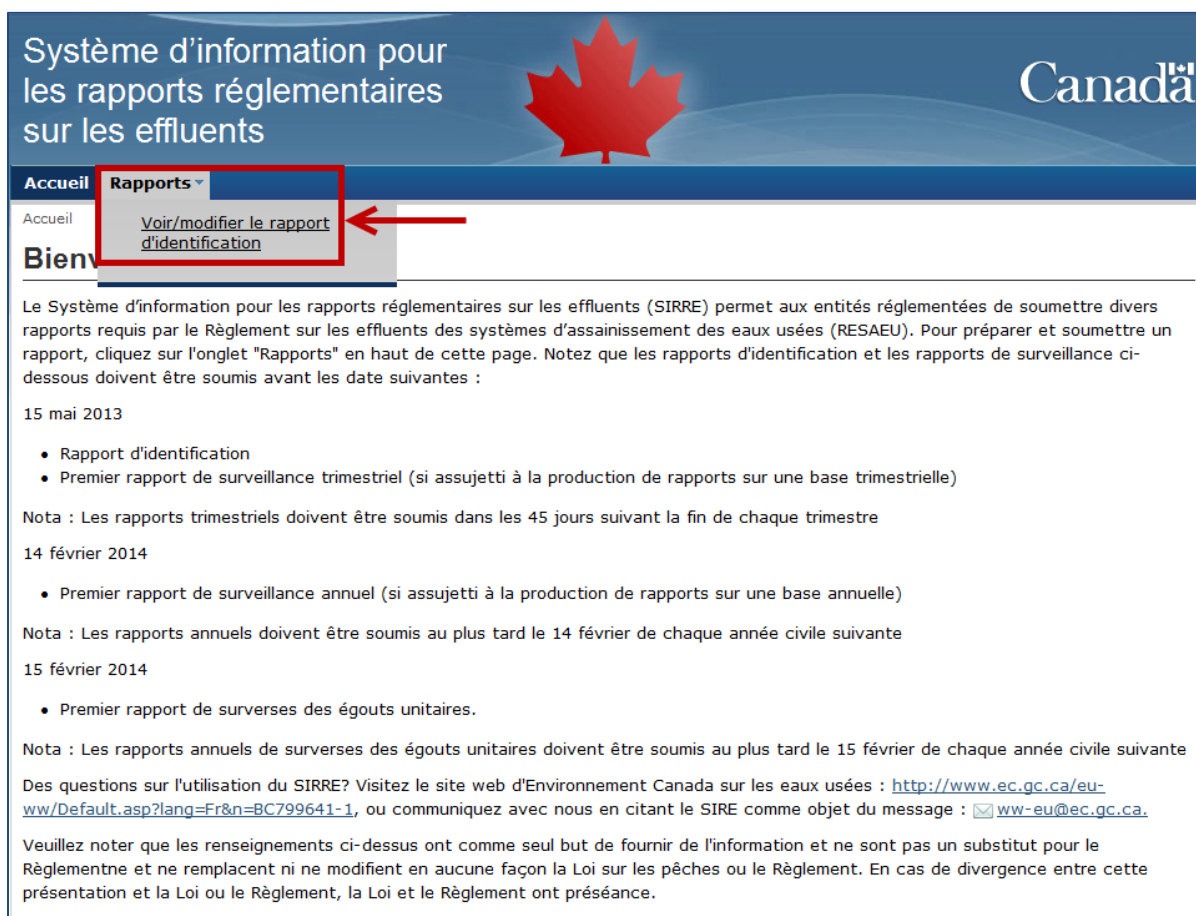 Système d'information pour
les rapports réglementaires
sur les effluents
Canada
Accueil Rapports
Accueil
Voir/modifier le rapport
d'identification
Le Système d'information pour les rapports réglementaires sur les effluents (SIRRE) permet aux entités réglementées de soumettre divers
rapports requis par le Règlement sur les effluents des systèmes d'assainissement des eaux usées (RESAEU). Pour préparer et soumettre un
rapport, cliquez sur l'onglet "Rapports" en haut de cette page. Notez que les rapports d'identification et les rapports de surveillance ci-
dessous doivent être soumis avant les date suivantes :
15 mai 2013
• Rapport d'identification
• Premier rapport de surveillance trimestriel (si assujetti à la production de rapports sur une base trimestrielle)
Nota : Les rapports trimestriels doivent être soumis dans les 45 jours suivant la fin de chaque trimestre
14 février 2014
• Premier rapport de surveillance annuel (si assujetti à la production de rapports sur une base annuelle)
Nota : Les rapports annuels doivent être soumis au plus tard le 14 février de chaque année civile suivante
15 février 2014
• Premier rapport de surverses des égouts unitaires.
Nota : Les rapports annuels de surverses des égouts unitaires doivent être soumis au plus tard le 15 février de chaque année civile suivante
Des questions sur l'utilisation du SIRRE? Visitez le site web d'Environnement Canada sur les eaux usées : http://www.ec.gc.ca/eu-
ww/Default.asp?lang=Fr&n=BC799641-1, ou communiquez avec nous en citant le SIRE comme objet du message : ww-eu@ec.gc.ca.
Veuillez noter que les renseignements ci-dessus ont comme seul but de fournir de l'information et ne sont pas un substitut pour le
Règlementne et ne remplacent ni ne modifient en aucune façon la Loi sur les pêches ou le Règlement. En cas de divergence entre cette
présentation et la Loi ou le Règlement, la Loi et le Règlement ont préséance.